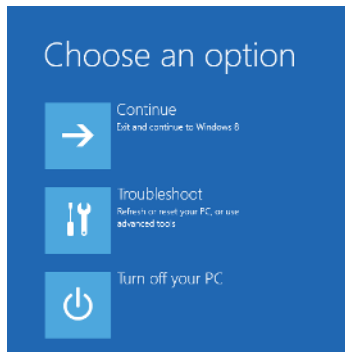 Choose an option
Continue
Exit and continue to Windows 8
Troubleshoot
Refresh or reset your PC, or use
advanced tools
Turn off your PC